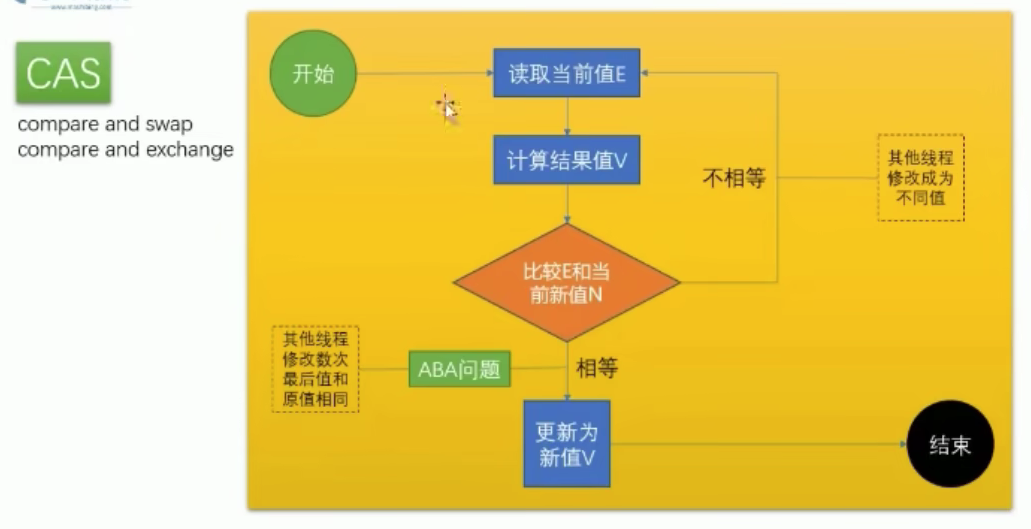 CAS
compare and swap
compare and exchange
开始
读取当前值E
计算结果值V
不相等
其他线程
修改成为
不同值
比较E和当
前新值N
其他线程
修改数次
最后值和
原值相同
ABA问题
相等
更新为
新值V
结束